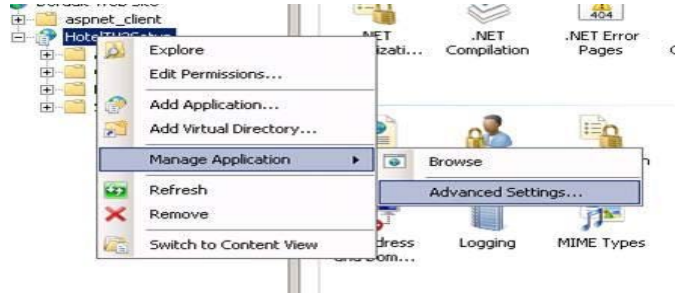 aspnet_client
Explore
Edit Permissions...
Add Application...
Add Virtual Directory...
Manage Application
Refresh
Remove
Switch to Content View
Browse
Advanced Settings...
.NET
Compilation
.NET Error
Pages
404
Logging
MIME Types